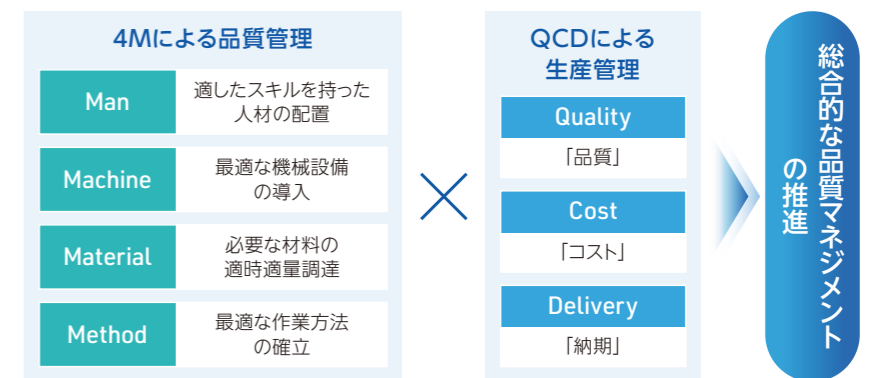 4Mによる品質管理
Man
適したスキルを持った
人材の配置
Machine
最適な機械設備
の導入
Material
必要な材料の
適時適量調達
Method
最適な作業方法
の確立
QCDによる
生産管理
Quality
「品質」
Cost
「コスト」
Delivery
「納期」
総合的な品質マネジメント
の推進